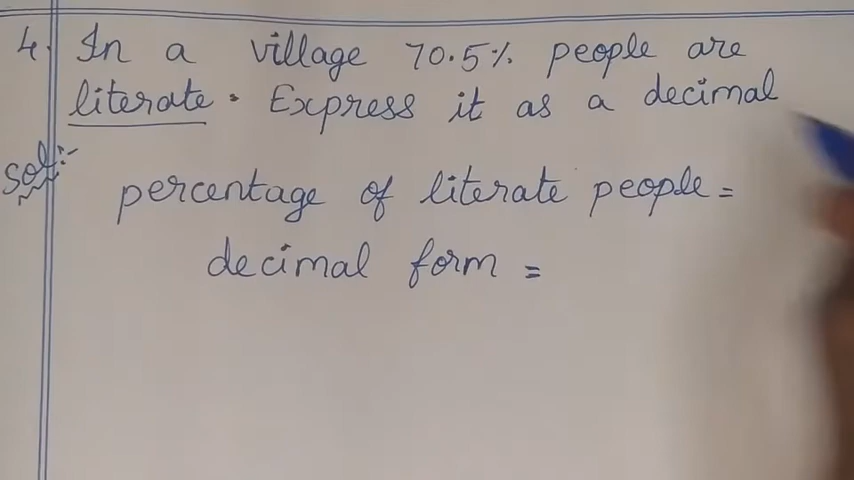 4. In a village 70.5% people are
literate. Express it as a decimal
Sol:-
percentage of literate people =
decimal form =